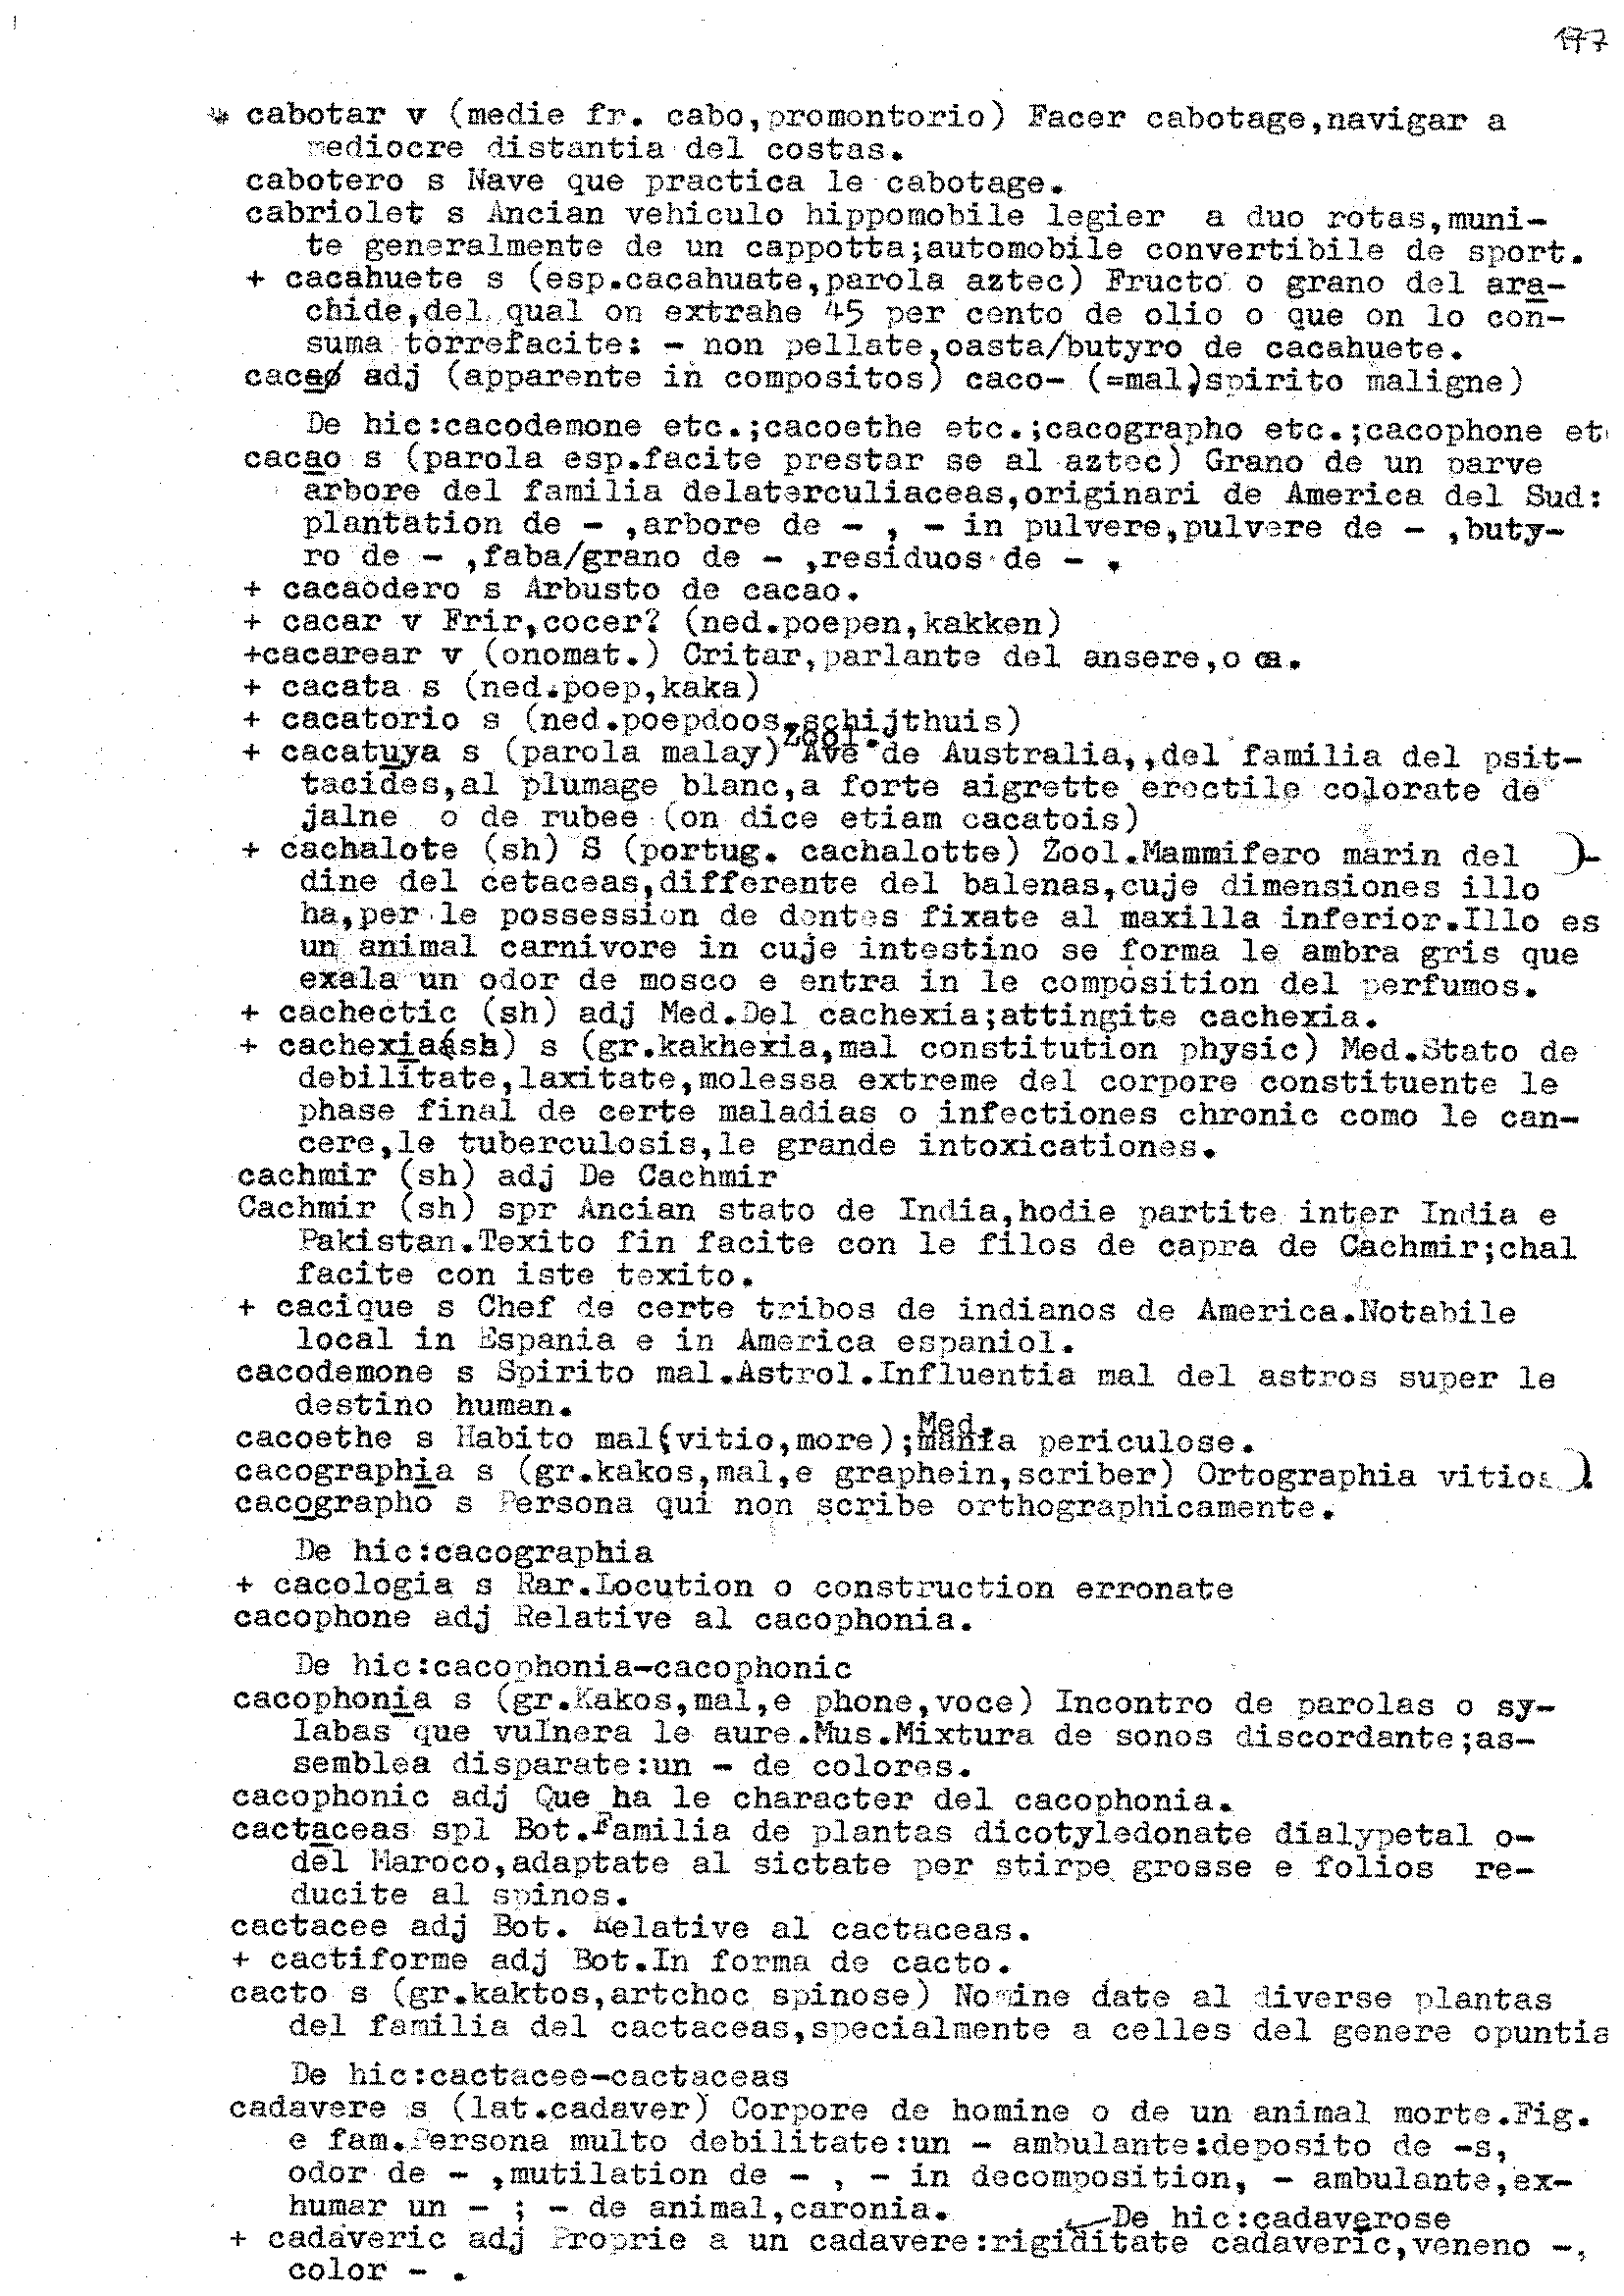 177
* cabotar v (medie fr. cabo,promontorio) Facer cabotage,navigar a
mediocre distantia del costas.
cabotero s Nave que practica le cabotage.
cabriolet s Ancian vehiculo hippomobile legier a duo rotas,muni-
te generalmente de un cappotta;automobile convertibile de sport.
+ cacahuete s (esp.cacahuate,parola aztec) Fructo o grano del ara-
chide,del qual on extrahe 45 per cento de olio o que on lo con-
suma torrefacite: - non pellate,oasta/butyro de cacahuete.
cacao adj (apparente in compositos) caco- (=mal,spirito maligne)
De hic:cacodemone etc.;cacoethe etc.;cacographo etc.;cacophone et
cacao s (parola esp.facite prestar se al aztec) Grano de un parve
arbore del familia delaterculiaceas,originari de America del Sud:
plantation de - ,arbore de - , - in pulvere,pulvere de - ,buty-
ro de - ,faba/grano de - ,residuos de - .
+ cacaodero s Arbusto de cacao.
+ cacar v Frir,cocer? (ned.poepen,kakken)
+cacarear v (onomat.) Critar,parlante del ansere,o a.
+ cacata s (ned.poep,kaka)
+ cacatorio s (ned.poepdoos,schijthuis)
+ cacatuya s (parola malay) Zool. Ave de Australia,,del familia del psit-
tacides,al plumage blanc,a forte aigrette erectile colorate de
jalne o de rubee (on dice etiam cacatois)
+ cachalote (sh) S (portug. cachalotte) Zool.Mammifero marin del )-
dine del cetaceas,differente del balenas,cuje dimensiones illo
ha,per le possession de dentes fixate al maxilla inferior.Illo es
un animal carnivore in cuje intestino se forma le ambra gris que
exala un odor de mosco e entra in le composition del perfumos.
+ cachectic (sh) adj Med.Del cachexia;attingite cachexia.
+ cachexia(sh) s (gr.kakhexia,mal constitution physic) Med.Stato de
debilitate,laxitate,molessa extreme del corpore constituente le
phase final de certe maladias o infectiones chronic como le can-
cere,le tuberculosis,le grande intoxicationes.
cachmir (sh) adj De Cachmir
Cachmir (sh) spr Ancian stato de India,hodie partite inter India e
Pakistan.Texito fin facite con le filos de capra de Cachmir;chal
facite con iste texito.
+ cacique s Chef de certe tribos de indianos de America.Notabile
local in Espania e in America espaniol.
cacodemone s Spirito mal.Astrol.Influentia mal del astros super le
destino human.
cacoethe s Habito mal(vitio,more);Med. mania periculose.
cacographia s (gr.kakos,mal,e graphein,scriber) Ortographia vitios ).
cacographo s Persona qui non scribe orthographicamente.
De hic:cacographia
+ cacologia s Rar.Locution o construction erronate
cacophone adj Relative al cacophonia.
De hic:cacophonia-cacophonic
cacophonia s (gr.Kakos,mal,e phone,voce) Incontro de parolas o sy-
labas que vulnera le aure.Mus.Mixtura de sonos discordante;as-
semblea disparate:un - de colores.
cacophonic adj Que ha le character del cacophonia.
cactaceas spl Bot.Familia de plantas dicotyledonate dialypetal o-
del Maroco,adaptate al sictate per stirpe grosse e folios re-
ducite al spinos.
cactacee adj Bot. Relative al cactaceas.
+ cactiforme adj Bot.In forma de cacto.
cacto s (gr.kaktos,artchoc spinose) Nomine date al diverse plantas
del familia del cactaceas,specialmente a celles del genere opuntia
De hic:cactacee-cactaceas
cadavere s (lat.cadaver) Corpore de homine o de un animal morte.Fig.
e fam.Persona multo debilitate:un - ambulante:deposito de -s,
odor de - ,mutilation de - , - in decomposition, - ambulante,ex-
humar un - ; - de animal,caronia. De hic:cadaverose
+ cadaveric adj Proprie a un cadavere:rigiditate cadaveric,veneno -,
color - .